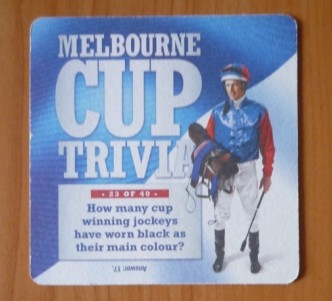 MELBOURNE
CUP
TRIVIA
• 23 OF 40 •
How many cup
winning jockeys
have worn black as
their main colour?
Answer: 17.